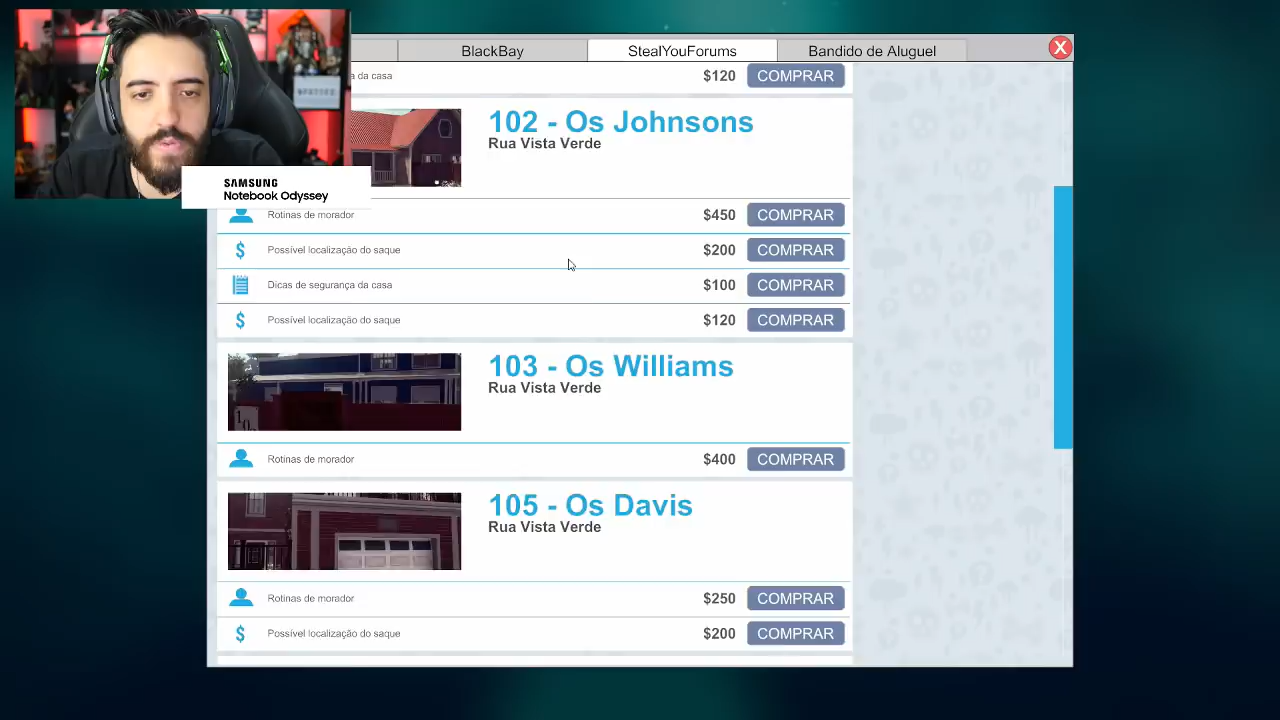 BlackBay
StealYouForums
Bandido de Aluguel
X
a da casa
$120
COMPRAR
102 - Os Johnsons
Rua Vista Verde
SAMSUNG
Notebook Odyssey
Rotinas de morador
$450
COMPRAR
Possível localização do saque
$200
COMPRAR
Dicas de segurança da casa
$100
COMPRAR
Possível localização do saque
$120
COMPRAR
103 - Os Williams
Rua Vista Verde
Rotinas de morador
$400
COMPRAR
105 - Os Davis
Rua Vista Verde
Rotinas de morador
$250
COMPRAR
Possível localização do saque
$200
COMPRAR